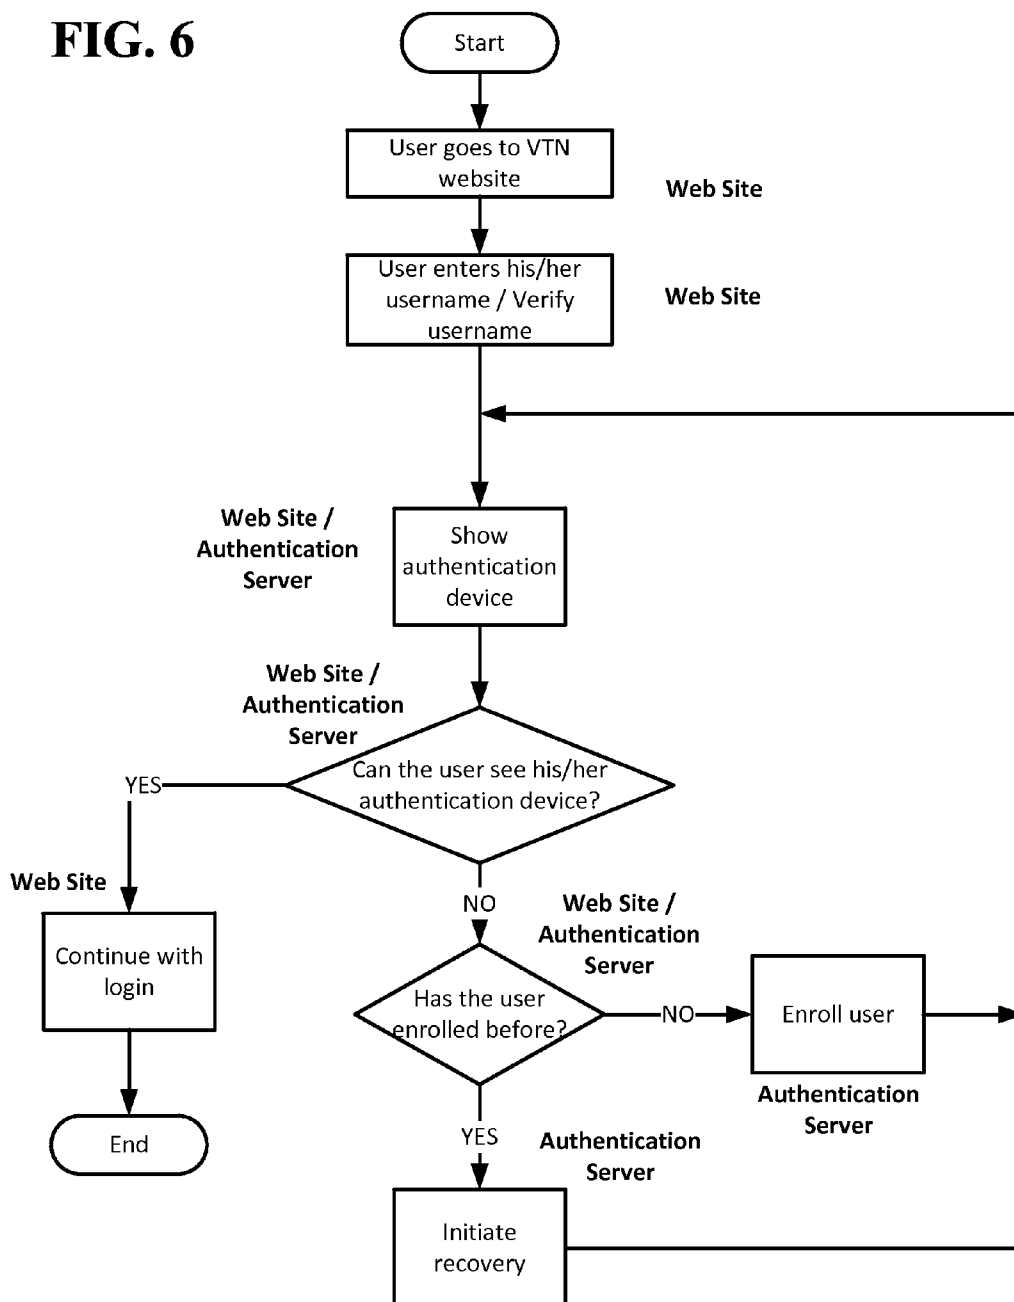 FIG. 6
Start
User goes to VTN
website
Web Site
User enters his/her
username / Verify
username
Web Site
Web Site /
Authentication
Server
Show
authentication
device
Web Site /
Authentication
Server
Can the user see his/her
authentication device?
YES
Web Site
Continue with
login
End
NO
Web Site /
Authentication
Server
Has the user
enrolled before?
NO
Enroll user
Authentication
Server
YES
Authentication
Server
Initiate
recovery